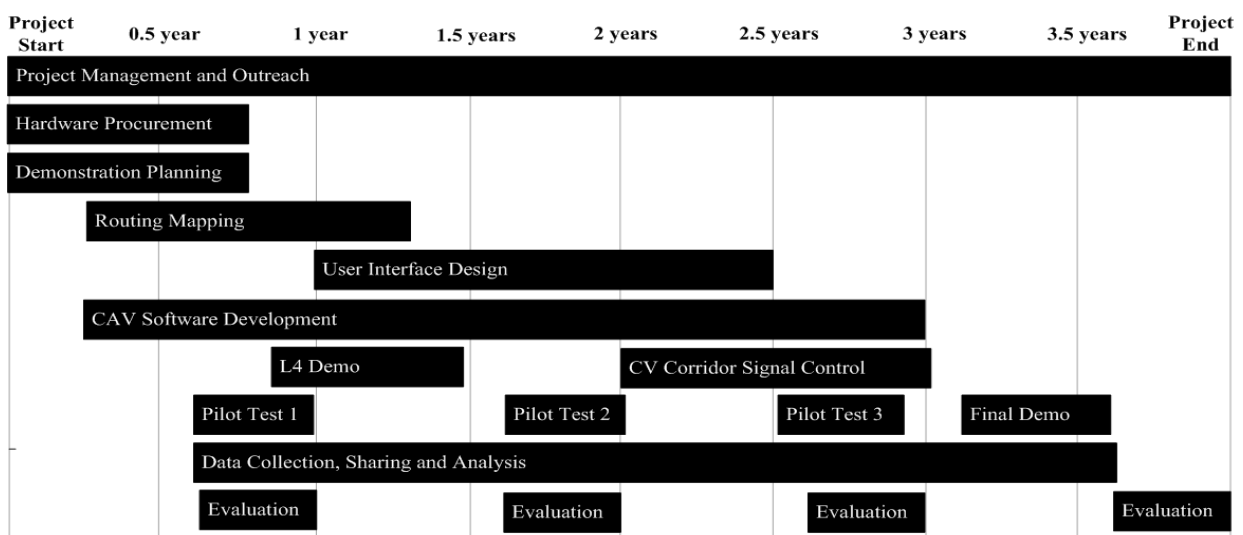 Project Start 0.5 year 1 year 1.5 years 2 years 2.5 years 3 years 3.5 years Project End
Project Management and Outreach
Hardware Procurement
Demonstration Planning
Routing Mapping
User Interface Design
CAV Software Development
L4 Demo CV Corridor Signal Control
Pilot Test 1 Pilot Test 2 Pilot Test 3 Final Demo
Data Collection, Sharing and Analysis
Evaluation Evaluation Evaluation Evaluation